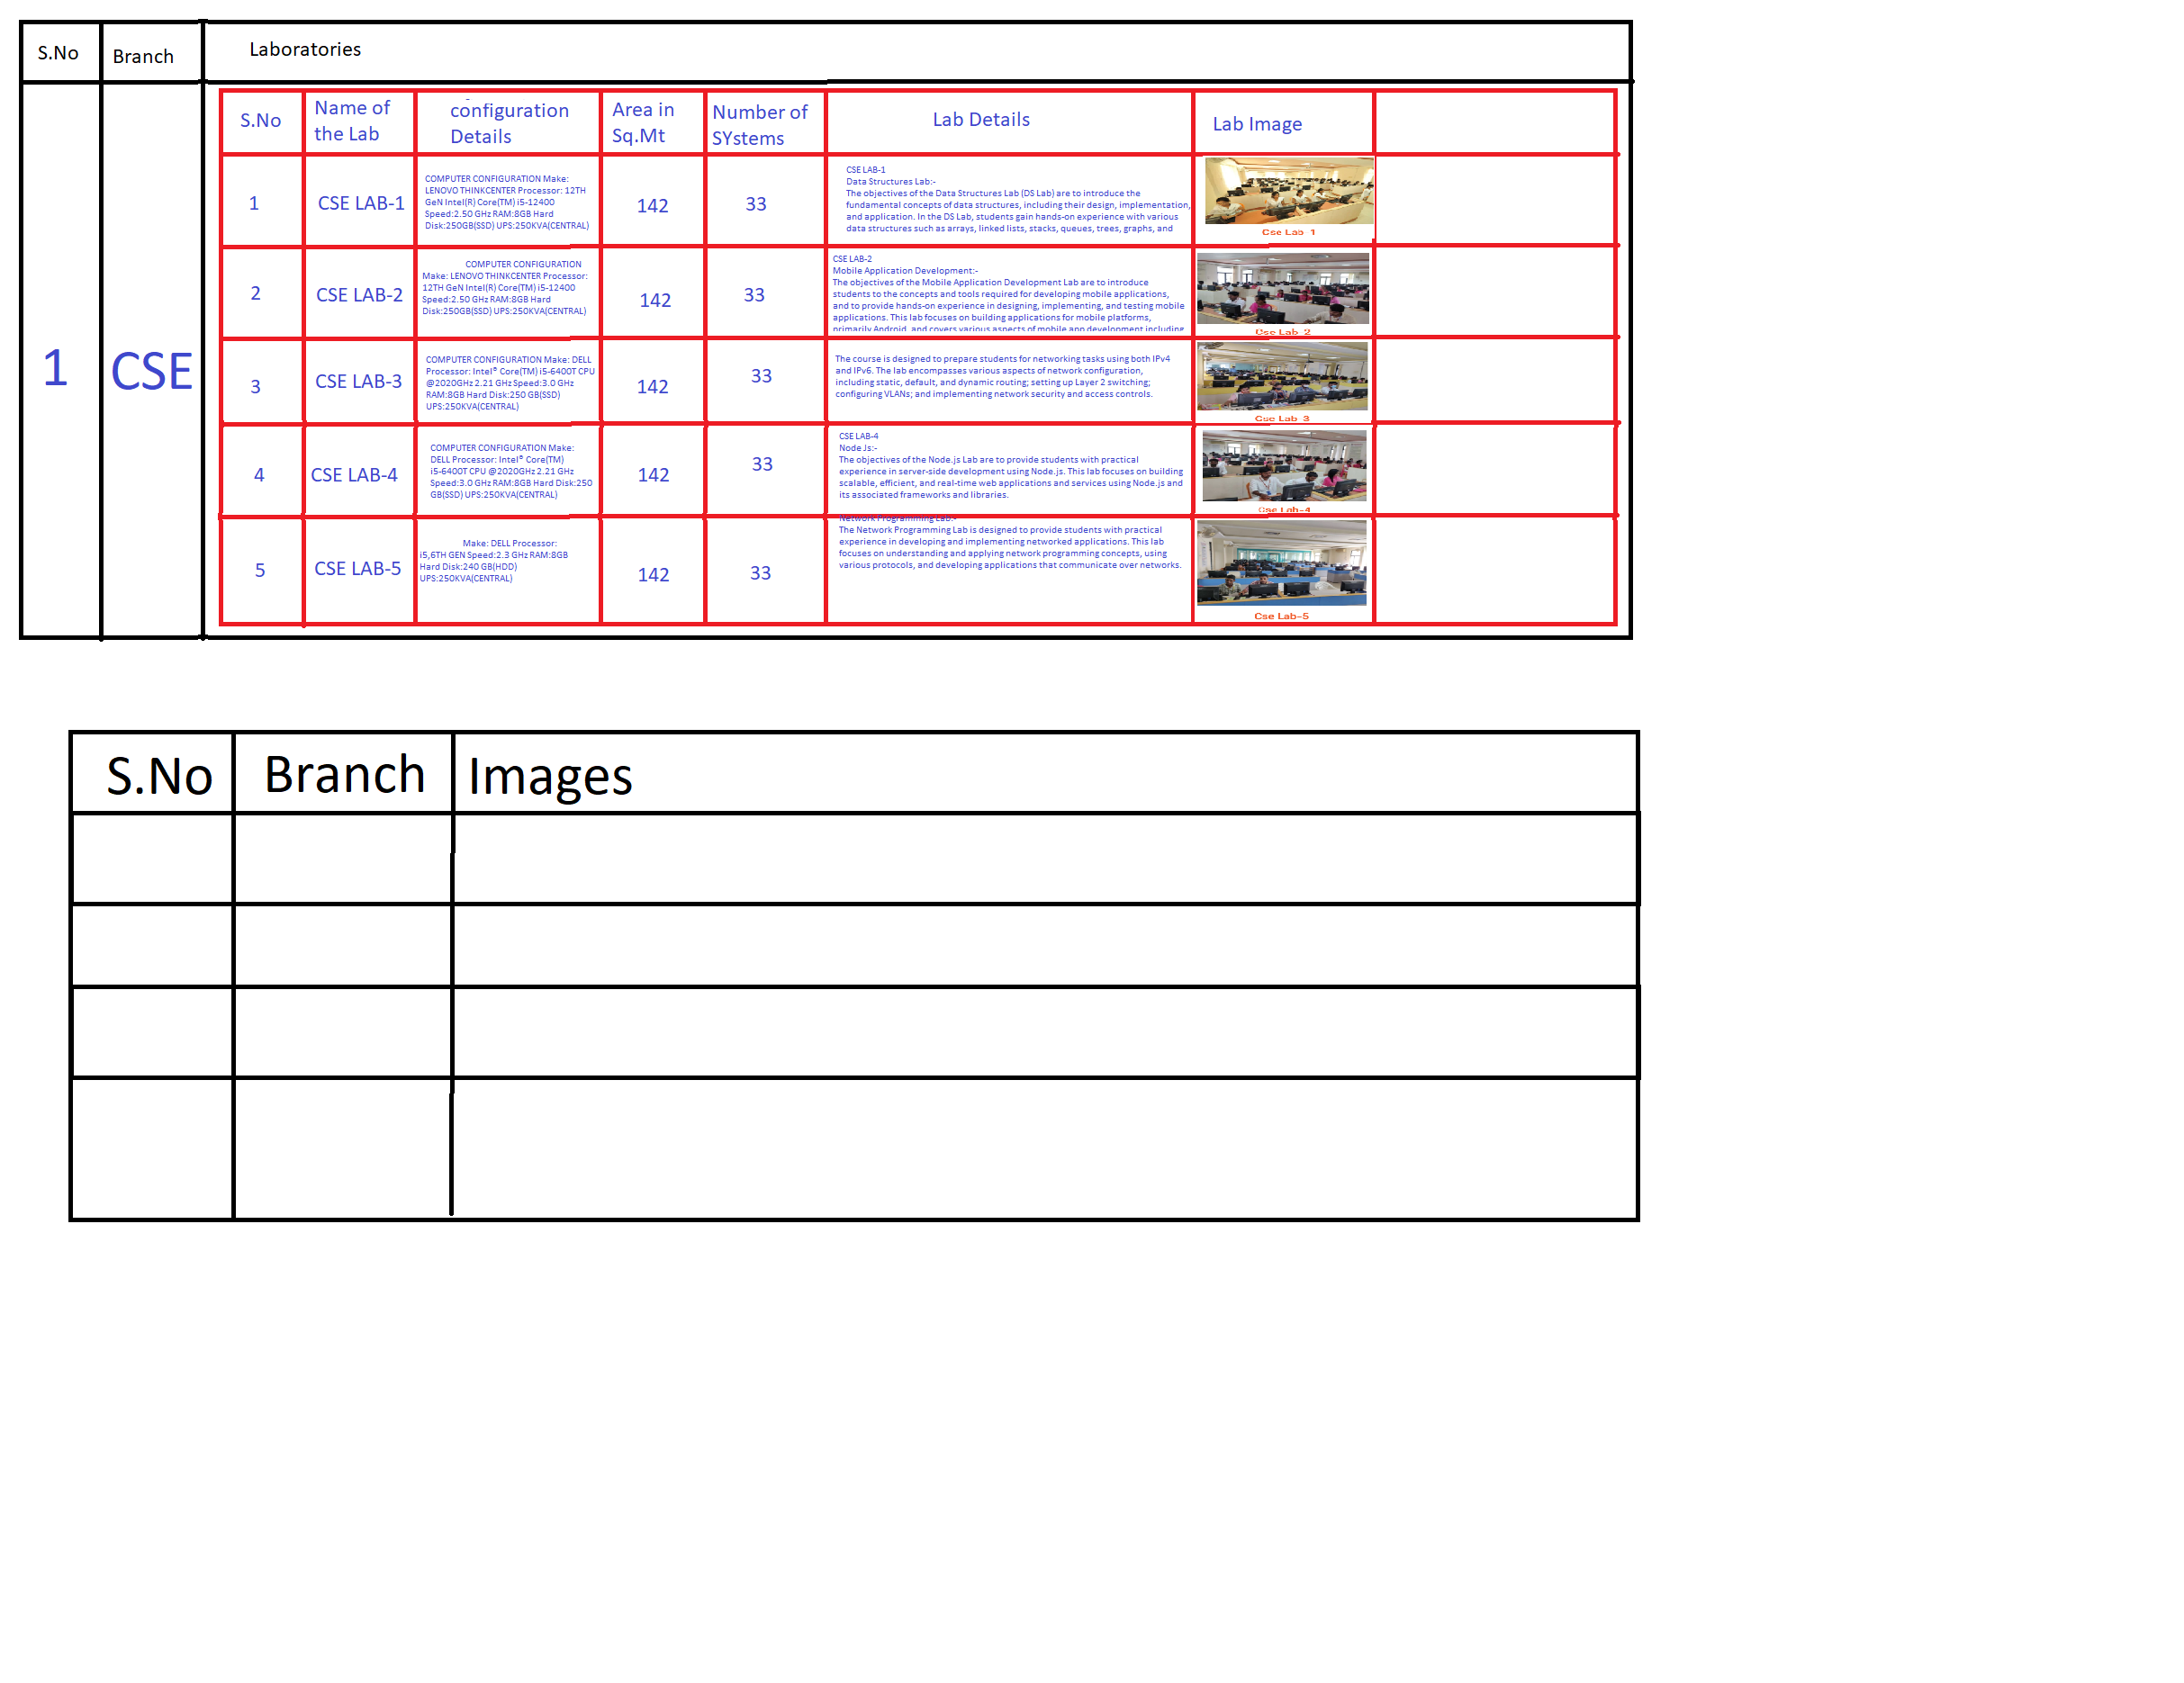 S.No
Branch
Laboratories
S.No
Name of
the Lab
configuration
Details
Area in
Sq.Mt
Number of
SYstems
Lab Details
Lab Image
1
CSE
1
CSE LAB-1
COMPUTER CONFIGURATION Make:
LENOVO THINKCENTER Processor: 12TH
GeN Intel(R) Core(TM) i5-12400
Speed:2.50 GHz RAM:8GB Hard
Disk:250GB(SSD) UPS:250KVA(CENTRAL)
142
33
CSE LAB-1
Data Structures Lab:-
The objectives of the Data Structures Lab (DS Lab) are to introduce the
fundamental concepts of data structures, including their design, implementation,
and application. In the DS Lab, students gain hands-on experience with various
data structures such as arrays, linked lists, stacks, queues, trees, graphs, and
Cse Lab-1
2
CSE LAB-2
COMPUTER CONFIGURATION
Make: LENOVO THINKCENTER Processor:
12TH GeN Intel(R) Core(TM) i5-12400
Speed:2.50 GHz RAM:8GB Hard
Disk:250GB(SSD) UPS:250KVA(CENTRAL)
142
33
CSE LAB-2
Mobile Application Development:-
The objectives of the Mobile Application Development Lab are to introduce
students to the concepts and tools required for developing mobile applications,
and to provide hands-on experience in designing, implementing, and testing mobile
applications. This lab focuses on building applications for mobile platforms,
primarily Android, and covers various aspects of mobile app development including
Cse Lab-2
3
CSE LAB-3
COMPUTER CONFIGURATION Make: DELL
Processor: Intel® Core(TM) i5-6400T CPU
@2020GHz 2.21 GHz Speed:3.0 GHz
RAM:8GB Hard Disk:250 GB(SSD)
UPS:250KVA(CENTRAL)
142
33
The course is designed to prepare students for networking tasks using both IPv4
and IPv6. The lab encompasses various aspects of network configuration,
including static, default, and dynamic routing; setting up Layer 2 switching;
configuring VLANs; and implementing network security and access controls.
Cse Lab-3
4
CSE LAB-4
COMPUTER CONFIGURATION Make:
DELL Processor: Intel® Core(TM)
i5-6400T CPU @2020GHz 2.21 GHz
Speed:3.0 GHz RAM:8GB Hard Disk:250
GB(SSD) UPS:250KVA(CENTRAL)
142
33
CSE LAB-4
Node Js:-
The objectives of the Node.js Lab are to provide students with practical
experience in server-side development using Node.js. This lab focuses on building
scalable, efficient, and real-time web applications and services using Node.js and
its associated frameworks and libraries.
Cse Lab-4
5
CSE LAB-5
Make: DELL Processor:
i5,6TH GEN Speed:2.3 GHz RAM:8GB
Hard Disk:240 GB(HDD)
UPS:250KVA(CENTRAL)
142
33
Network Programming Lab:-
The Network Programming Lab is designed to provide students with practical
experience in developing and implementing networked applications. This lab
focuses on understanding and applying network programming concepts, using
various protocols, and developing applications that communicate over networks.
Cse Lab-5
S.No
Branch
Images